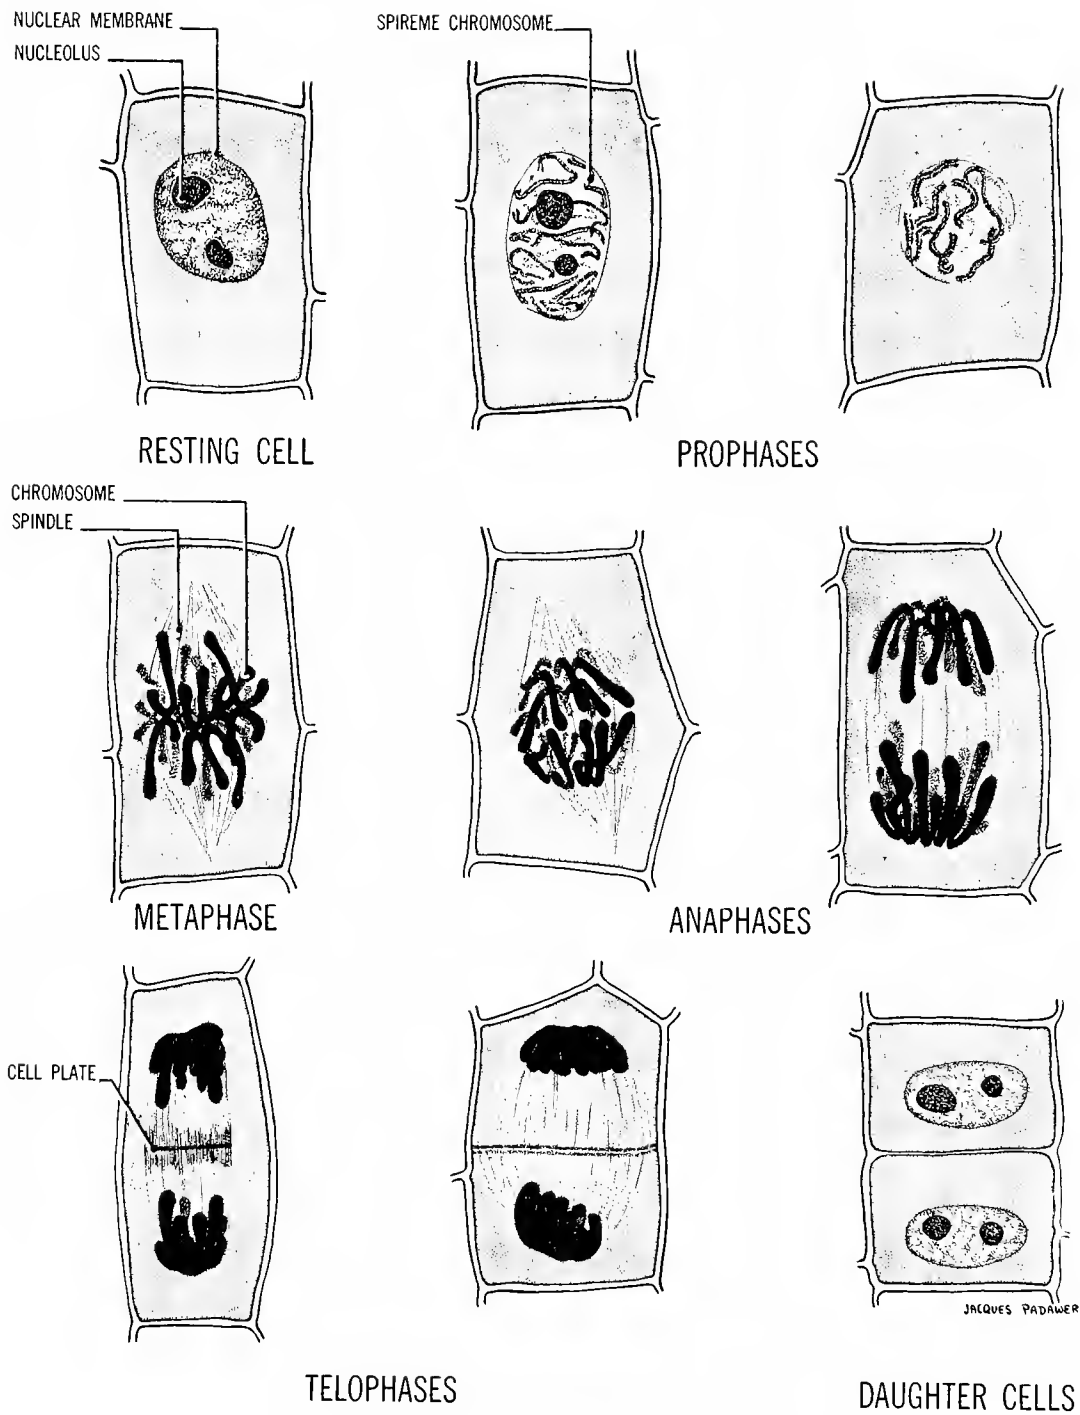 NUCLEAR MEMBRANE
NUCLEOLUS
SPIREME CHROMOSOME
RESTING CELL
PROPHASES
CHROMOSOME
SPINDLE
METAPHASE
ANAPHASES
CELL PLATE
JACQUES PADAWER
TELOPHASES
DAUGHTER CELLS